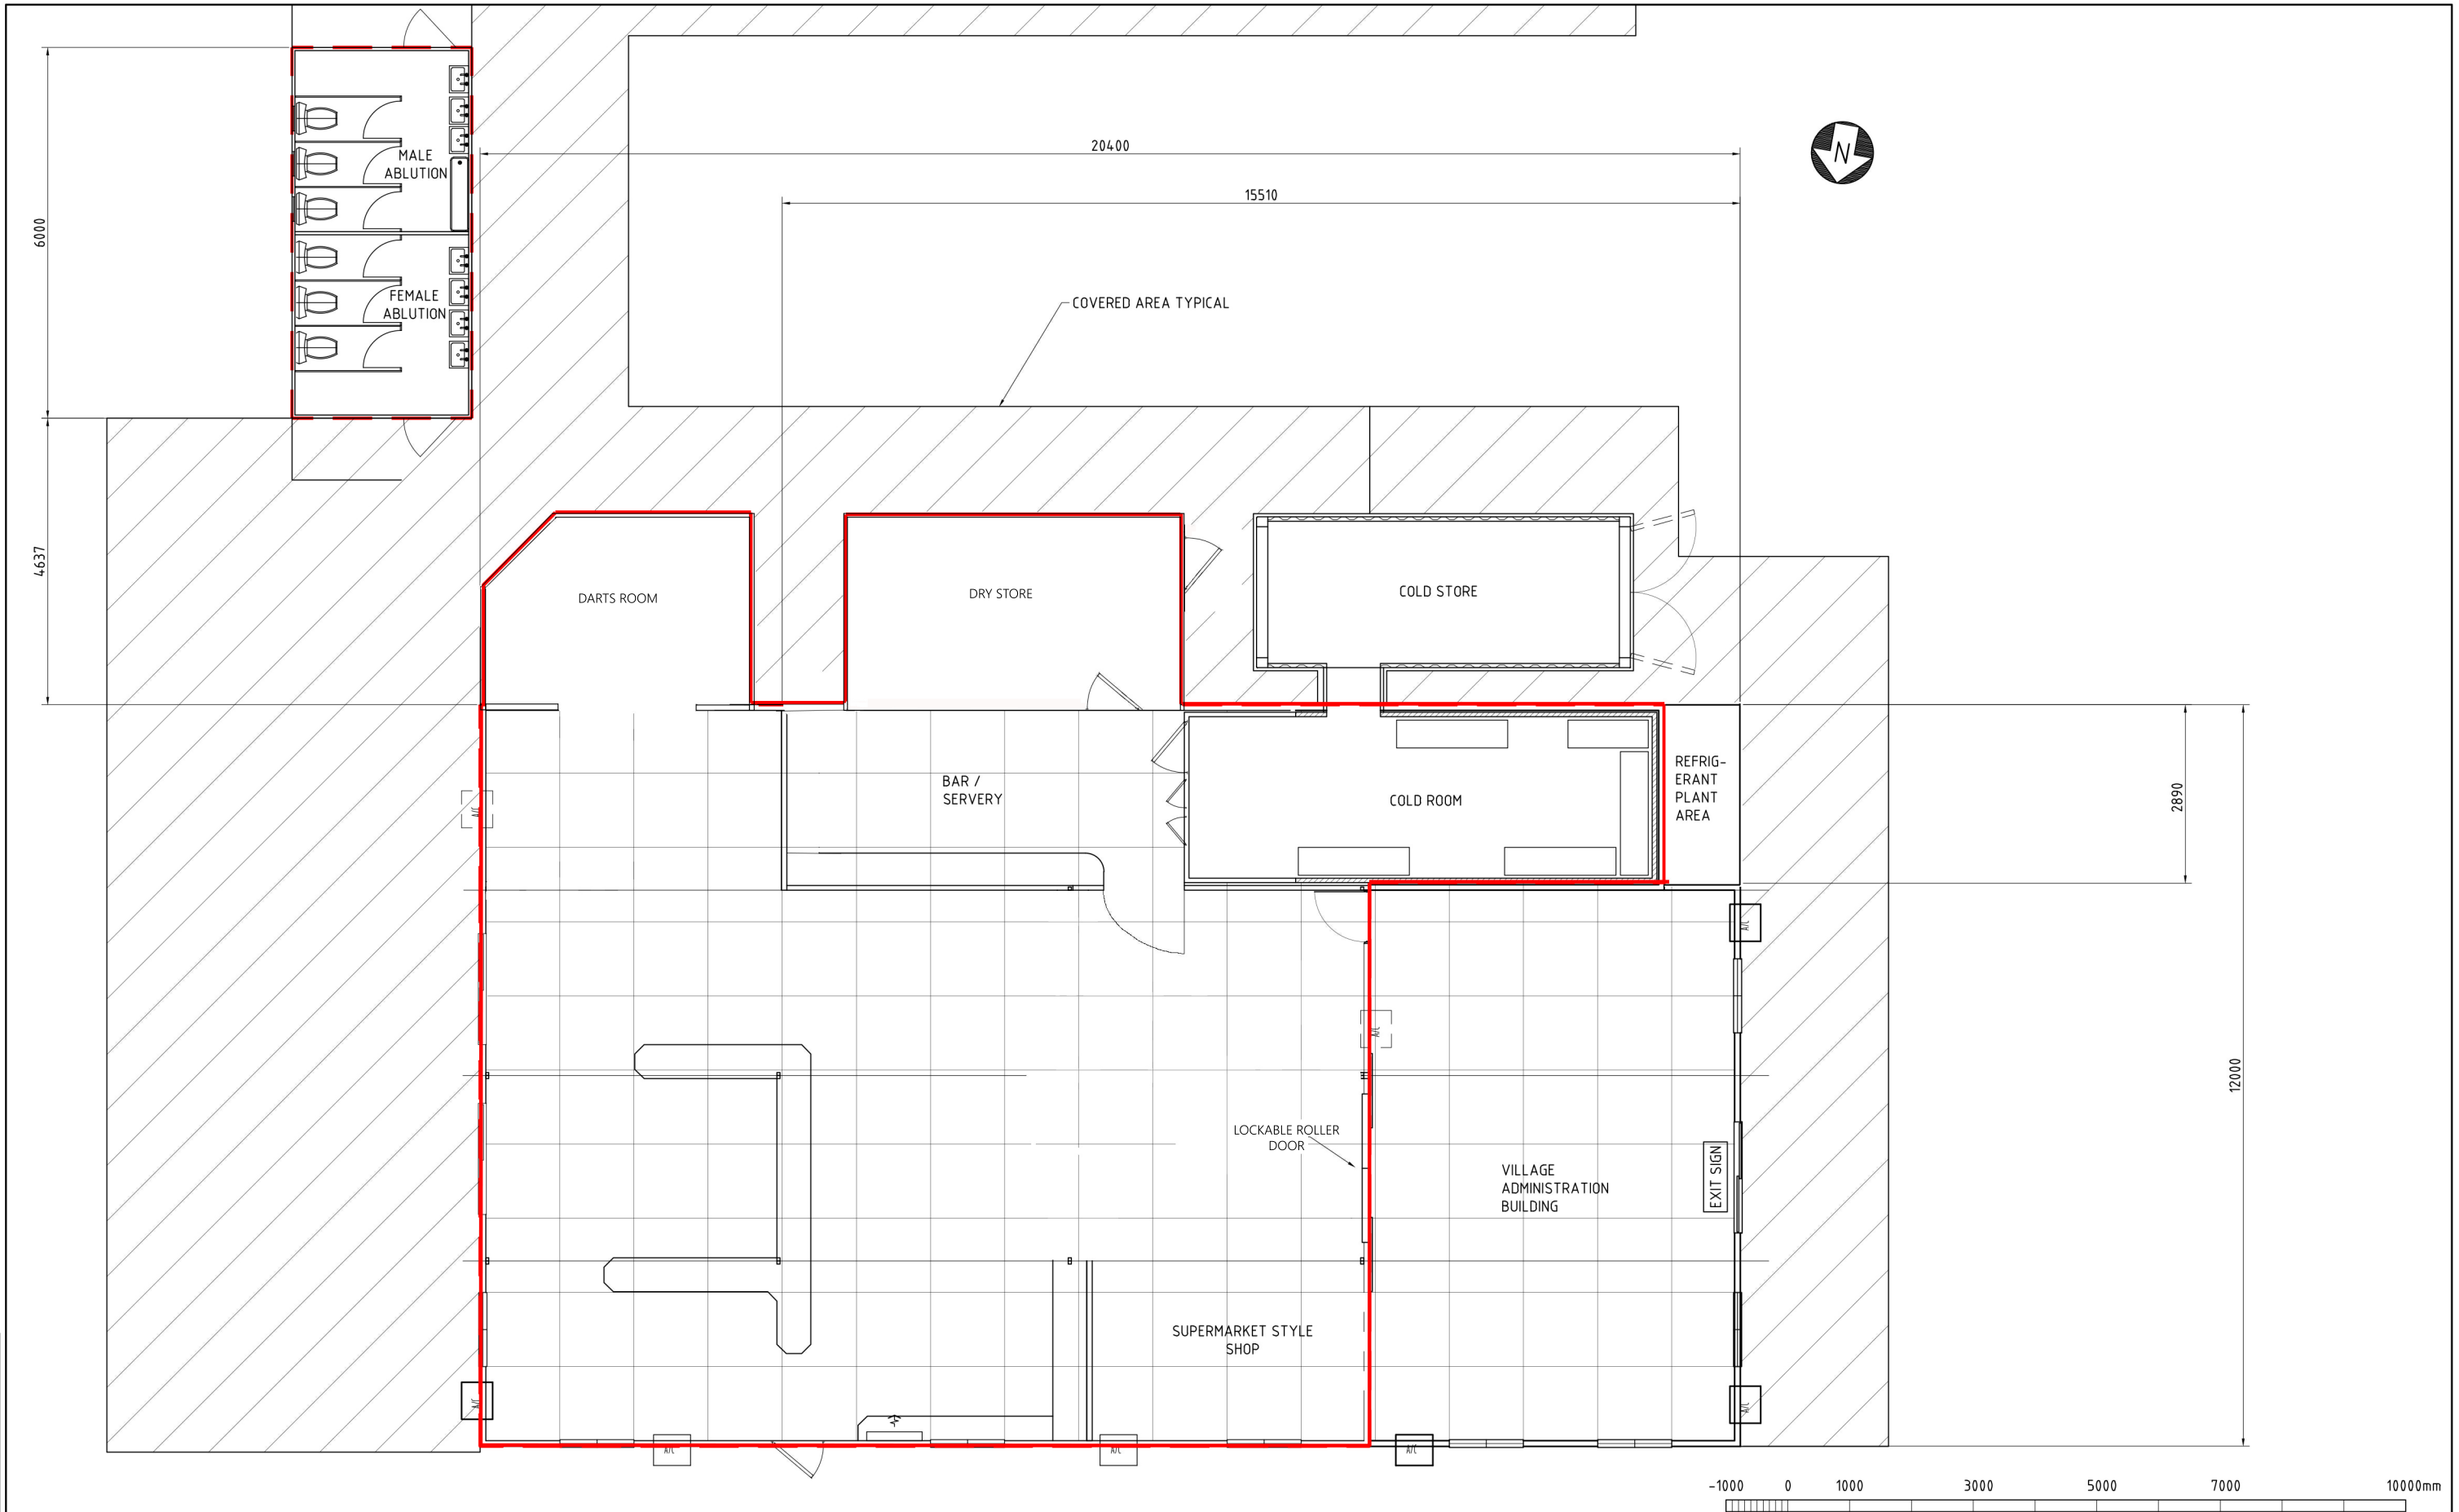 20400
15510
N
MALE
ABLUTION
6000
FEMALE
ABLUTION
COVERED AREA TYPICAL
4637
DARTS ROOM
DRY STORE
COLD STORE
BAR /
SERVERY
COLD ROOM
REFRIG-
ERANT
PLANT
AREA
2890
A/C
A/C
A/C
12000
LOCKABLE ROLLER
DOOR
VILLAGE
ADMINISTRATION
BUILDING
EXIT SIGN
SUPERMARKET STYLE
SHOP
A/C
A/C
A/C
A/C
A/C
-1000 0 1000 3000 5000 7000 10000mm